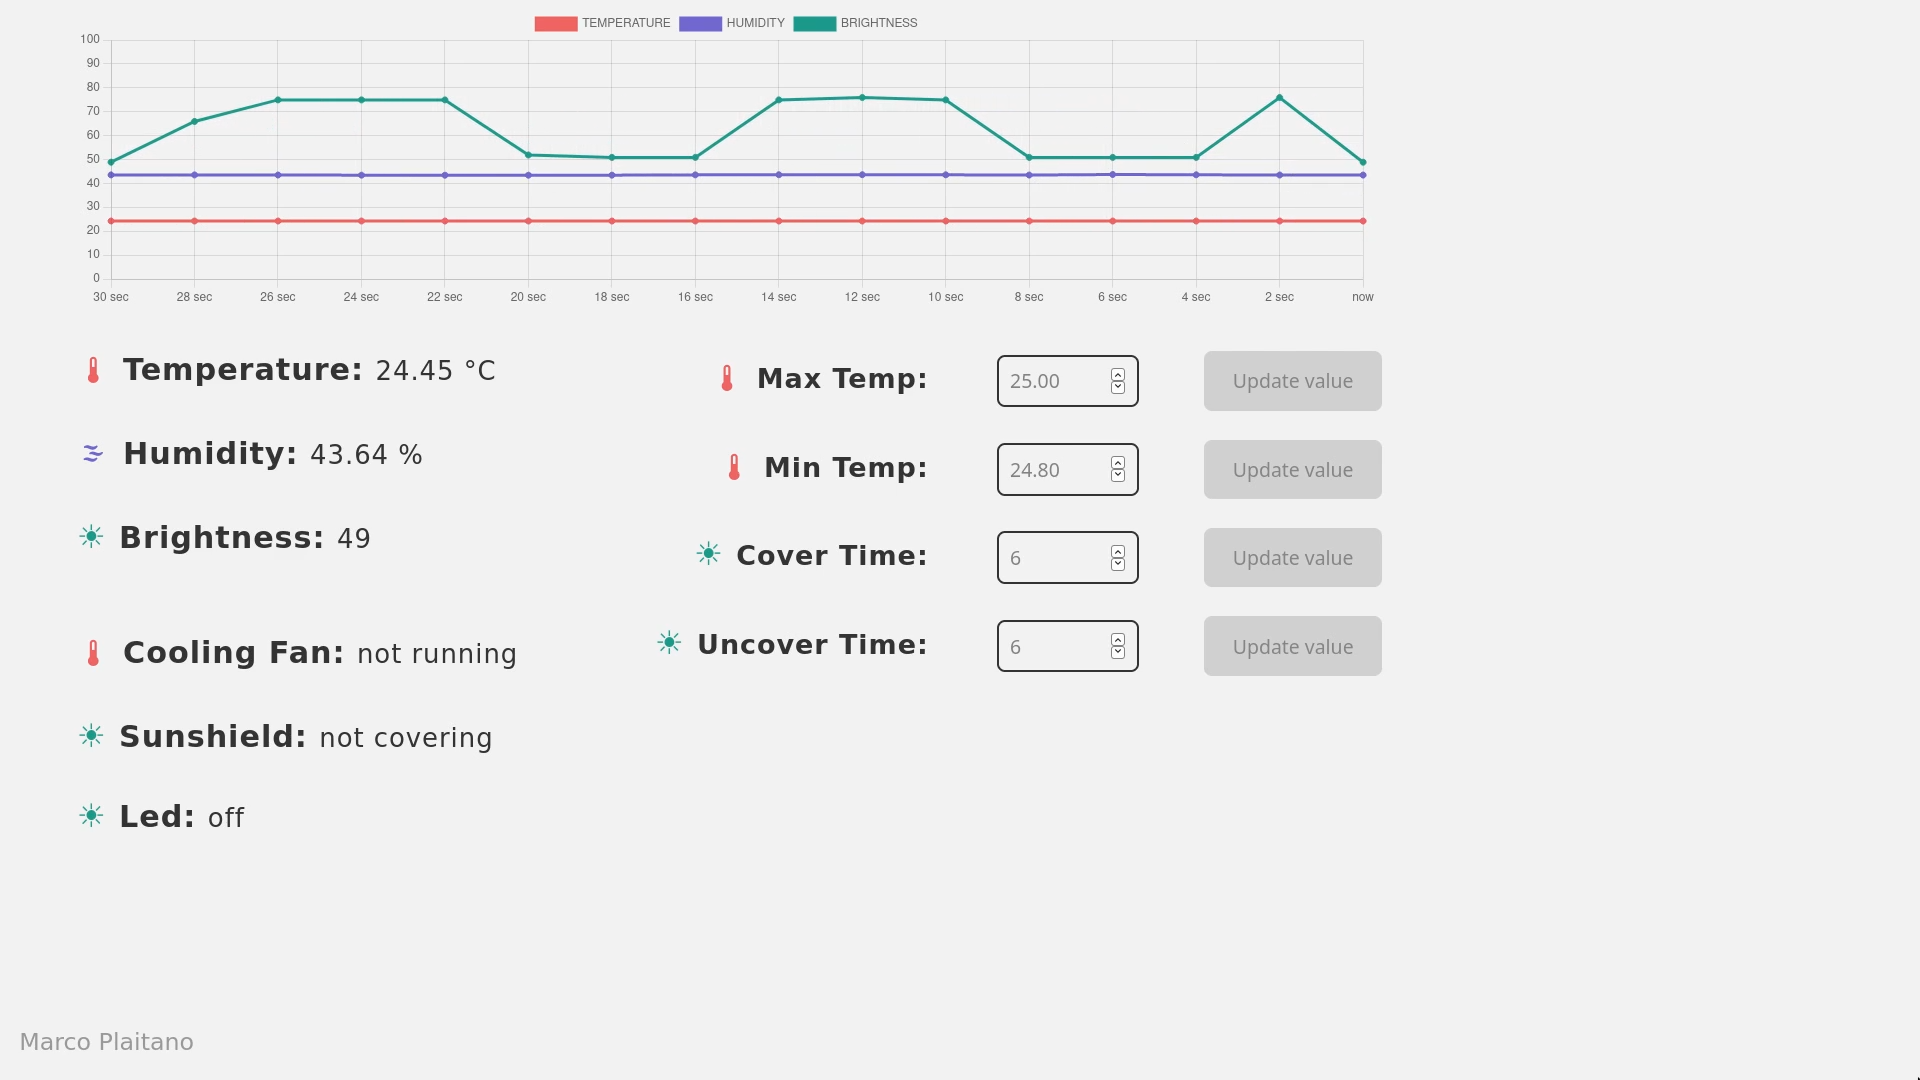 TEMPERATURE HUMIDITY BRIGHTNESS
100
90
80
70
60
50
40
30
20
10
0
30 sec 28 sec 26 sec 24 sec 22 sec 20 sec 18 sec 16 sec 14 sec 12 sec 10 sec 8 sec 6 sec 4 sec 2 sec now
Temperature: 24.45 °C
Humidity: 43.64 %
Brightness: 49
Cooling Fan: not running
Sunshield: not covering
Led: off
Max Temp: 25.00 Update value
Min Temp: 24.80 Update value
Cover Time: 6 Update value
Uncover Time: 6 Update value
Marco Plaitano